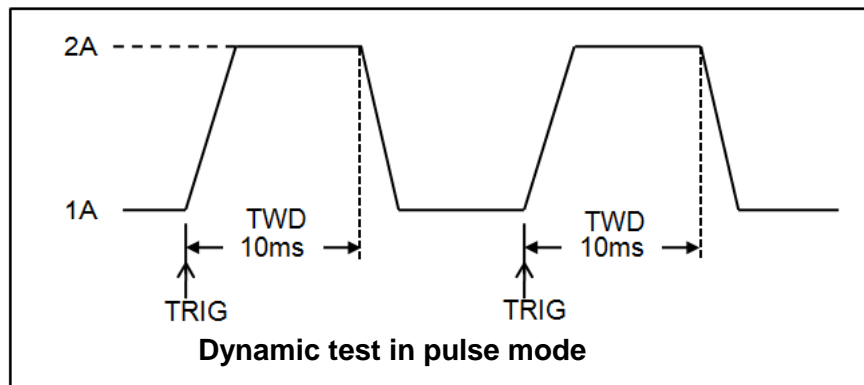 2A
1A
TWD
10ms
TWD
10ms
TRIG
TRIG
Dynamic test in pulse mode